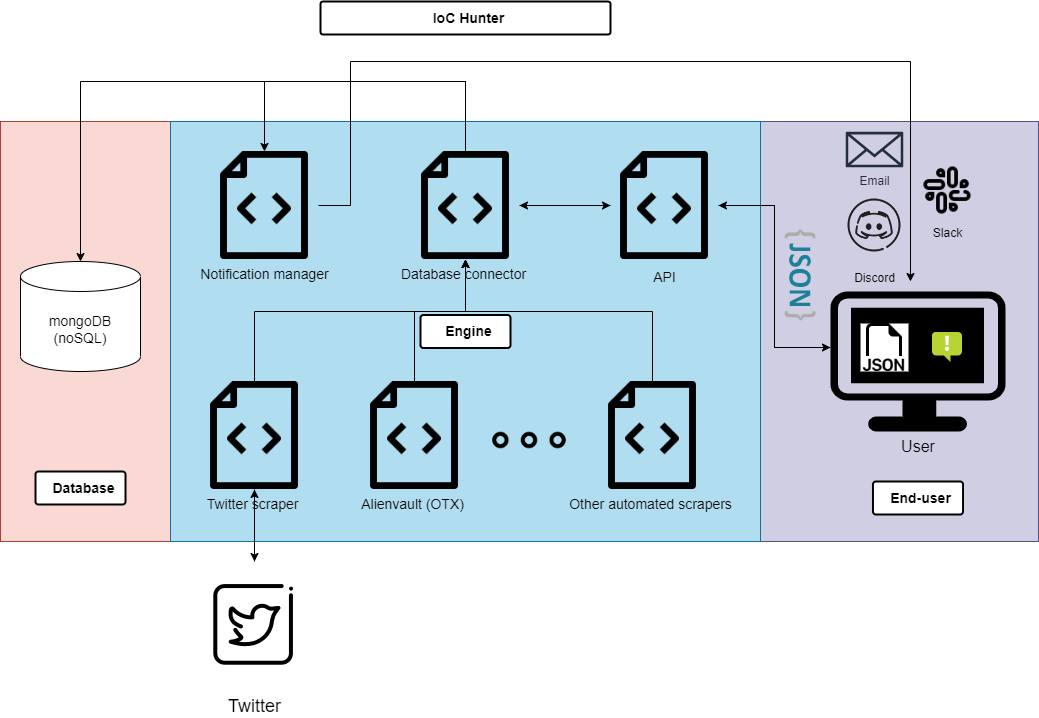 IoC Hunter
Email
Slack
Notification manager
Database connector
API
{JSON}
Discord
mongoDB
(noSQL)
Engine
JSON
!
User
Twitter scraper
Alienvault (OTX)
Other automated scrapers
Database
End-user
Twitter